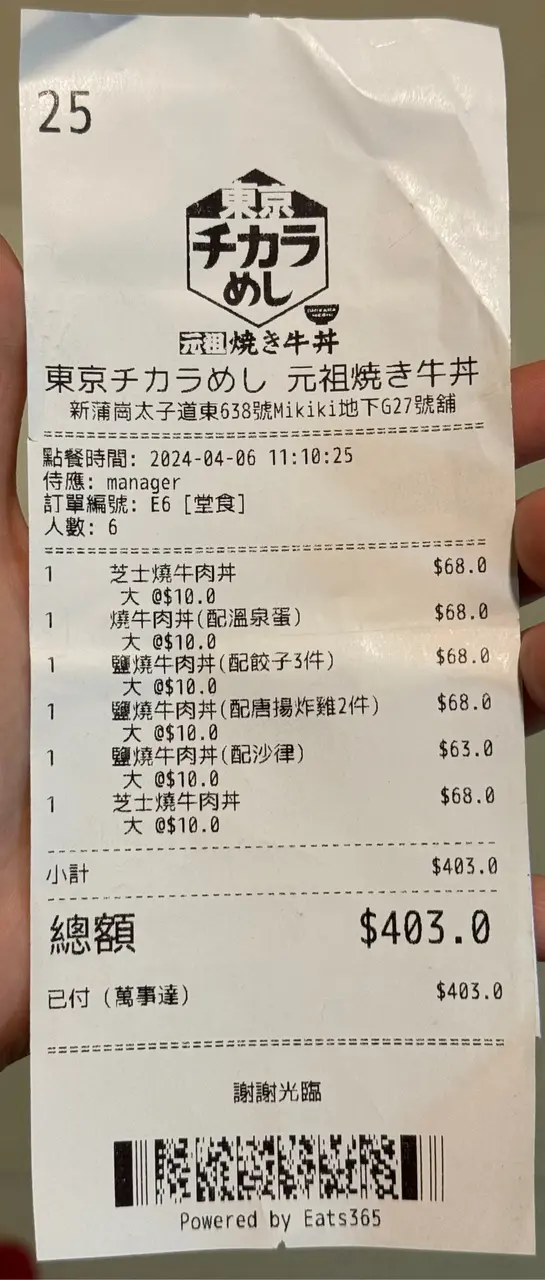 25
東京
チカラ
めし
元祖焼き牛丼
東京チカラめし 元祖焼き牛丼
新蒲崗太子道東638號Mikiki地下G27號舖
點餐時間: 2024-04-06 11:10:25
侍應: manager
訂單編號: E6 [堂食]
人數: 6
1 芝士燒牛肉丼 $68.0
大 @$10.0
1 燒牛肉丼(配溫泉蛋) $68.0
大 @$10.0
1 鹽燒牛肉丼(配餃子3件) $68.0
大 @$10.0
1 鹽燒牛肉丼(配唐揚炸雞2件) $68.0
大 @$10.0
1 鹽燒牛肉丼(配沙律) $63.0
大 @$10.0
1 芝士燒牛肉丼 $68.0
大 @$10.0
小計 $403.0
總額 $403.0
已付 (萬事達) $403.0
謝謝光臨
Powered by Eats365